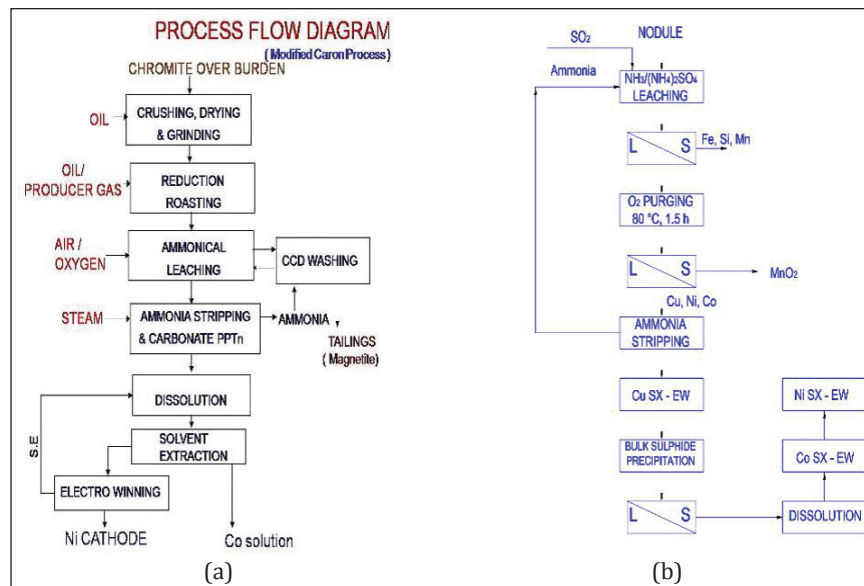 PROCESS FLOW DIAGRAM
(Modified Caron Process)
CHROMITE OVER BURDEN
OIL
CRUSHING, DRYING
& GRINDING
OIL/
PRODUCER GAS
REDUCTION
ROASTING
AIR /
OXYGEN
AMMONICAL
LEACHING
CCD WASHING
STEAM
AMMONIA STRIPPING
& CARBONATE PPTn
AMMONIA
TAILINGS
( Magnetite)
DISSOLUTION
S.E
SOLVENT
EXTRACTION
ELECTRO WINNING
Ni CATHODE
Co solution
(a)
SO2
NODULE
Ammonia
NH3/(NH4)2SO4
LEACHING
L S
Fe, Si, Mn
O2 PURGING
80 °C, 1.5 h
L S
MnO2
Cu, Ni, Co
AMMONIA
STRIPPING
Cu SX - EW
Ni SX - EW
BULK SULPHIDE
PRECIPITATION
Co SX - EW
L S
DISSOLUTION
(b)